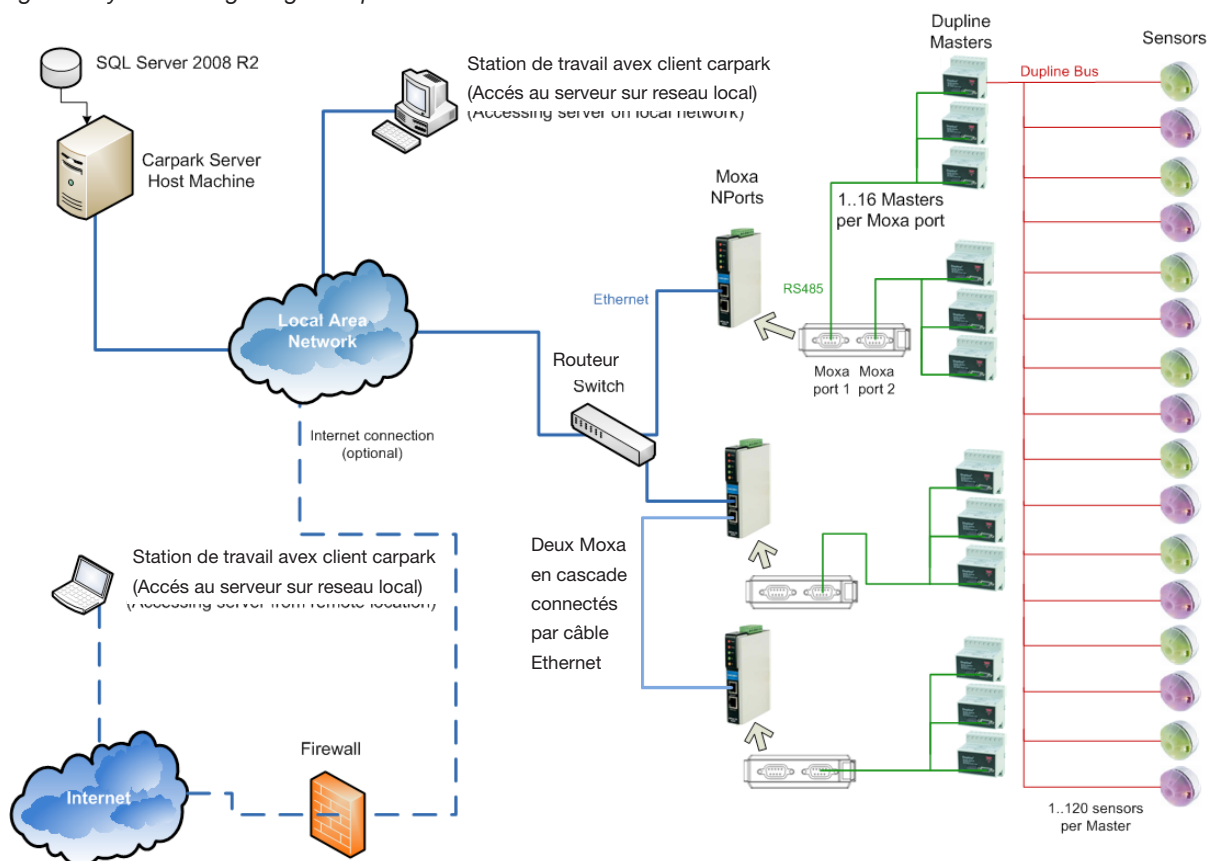 SQL Server 2008 R2
Carpark Server
Host Machine
Station de travail avex client carpark
(Accés au serveur sur reseau local)
(Accessing server on local network)
Dupline
Masters
Sensors
Dupline Bus
Moxa
NPorts
1..16 Masters
per Moxa port
Ethernet
RS485
Local Area
Network
Moxa Moxa
port 1 port 2
Routeur
Switch
Internet connection
(optional)
Deux Moxa
en cascade
connectés
par câble
Ethernet
Station de travail avex client carpark
(Accés au serveur sur reseau local)
(Accessing server from remote location)
Firewall
Internet
1..120 sensors
per Master